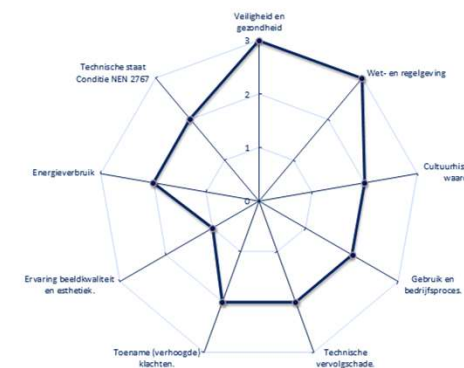 Veiligheid en
gezondheid
3
Technische staat
Conditie NEN 2767
Wet- en regelgeving
2
1
Energieverbruik
0
Ervaring beeldkwaliteit
en esthetiek.
Gebruik en
bedrijfsproces.
Toename (verhoogde)
klachten.
Technische
vervolgschade.